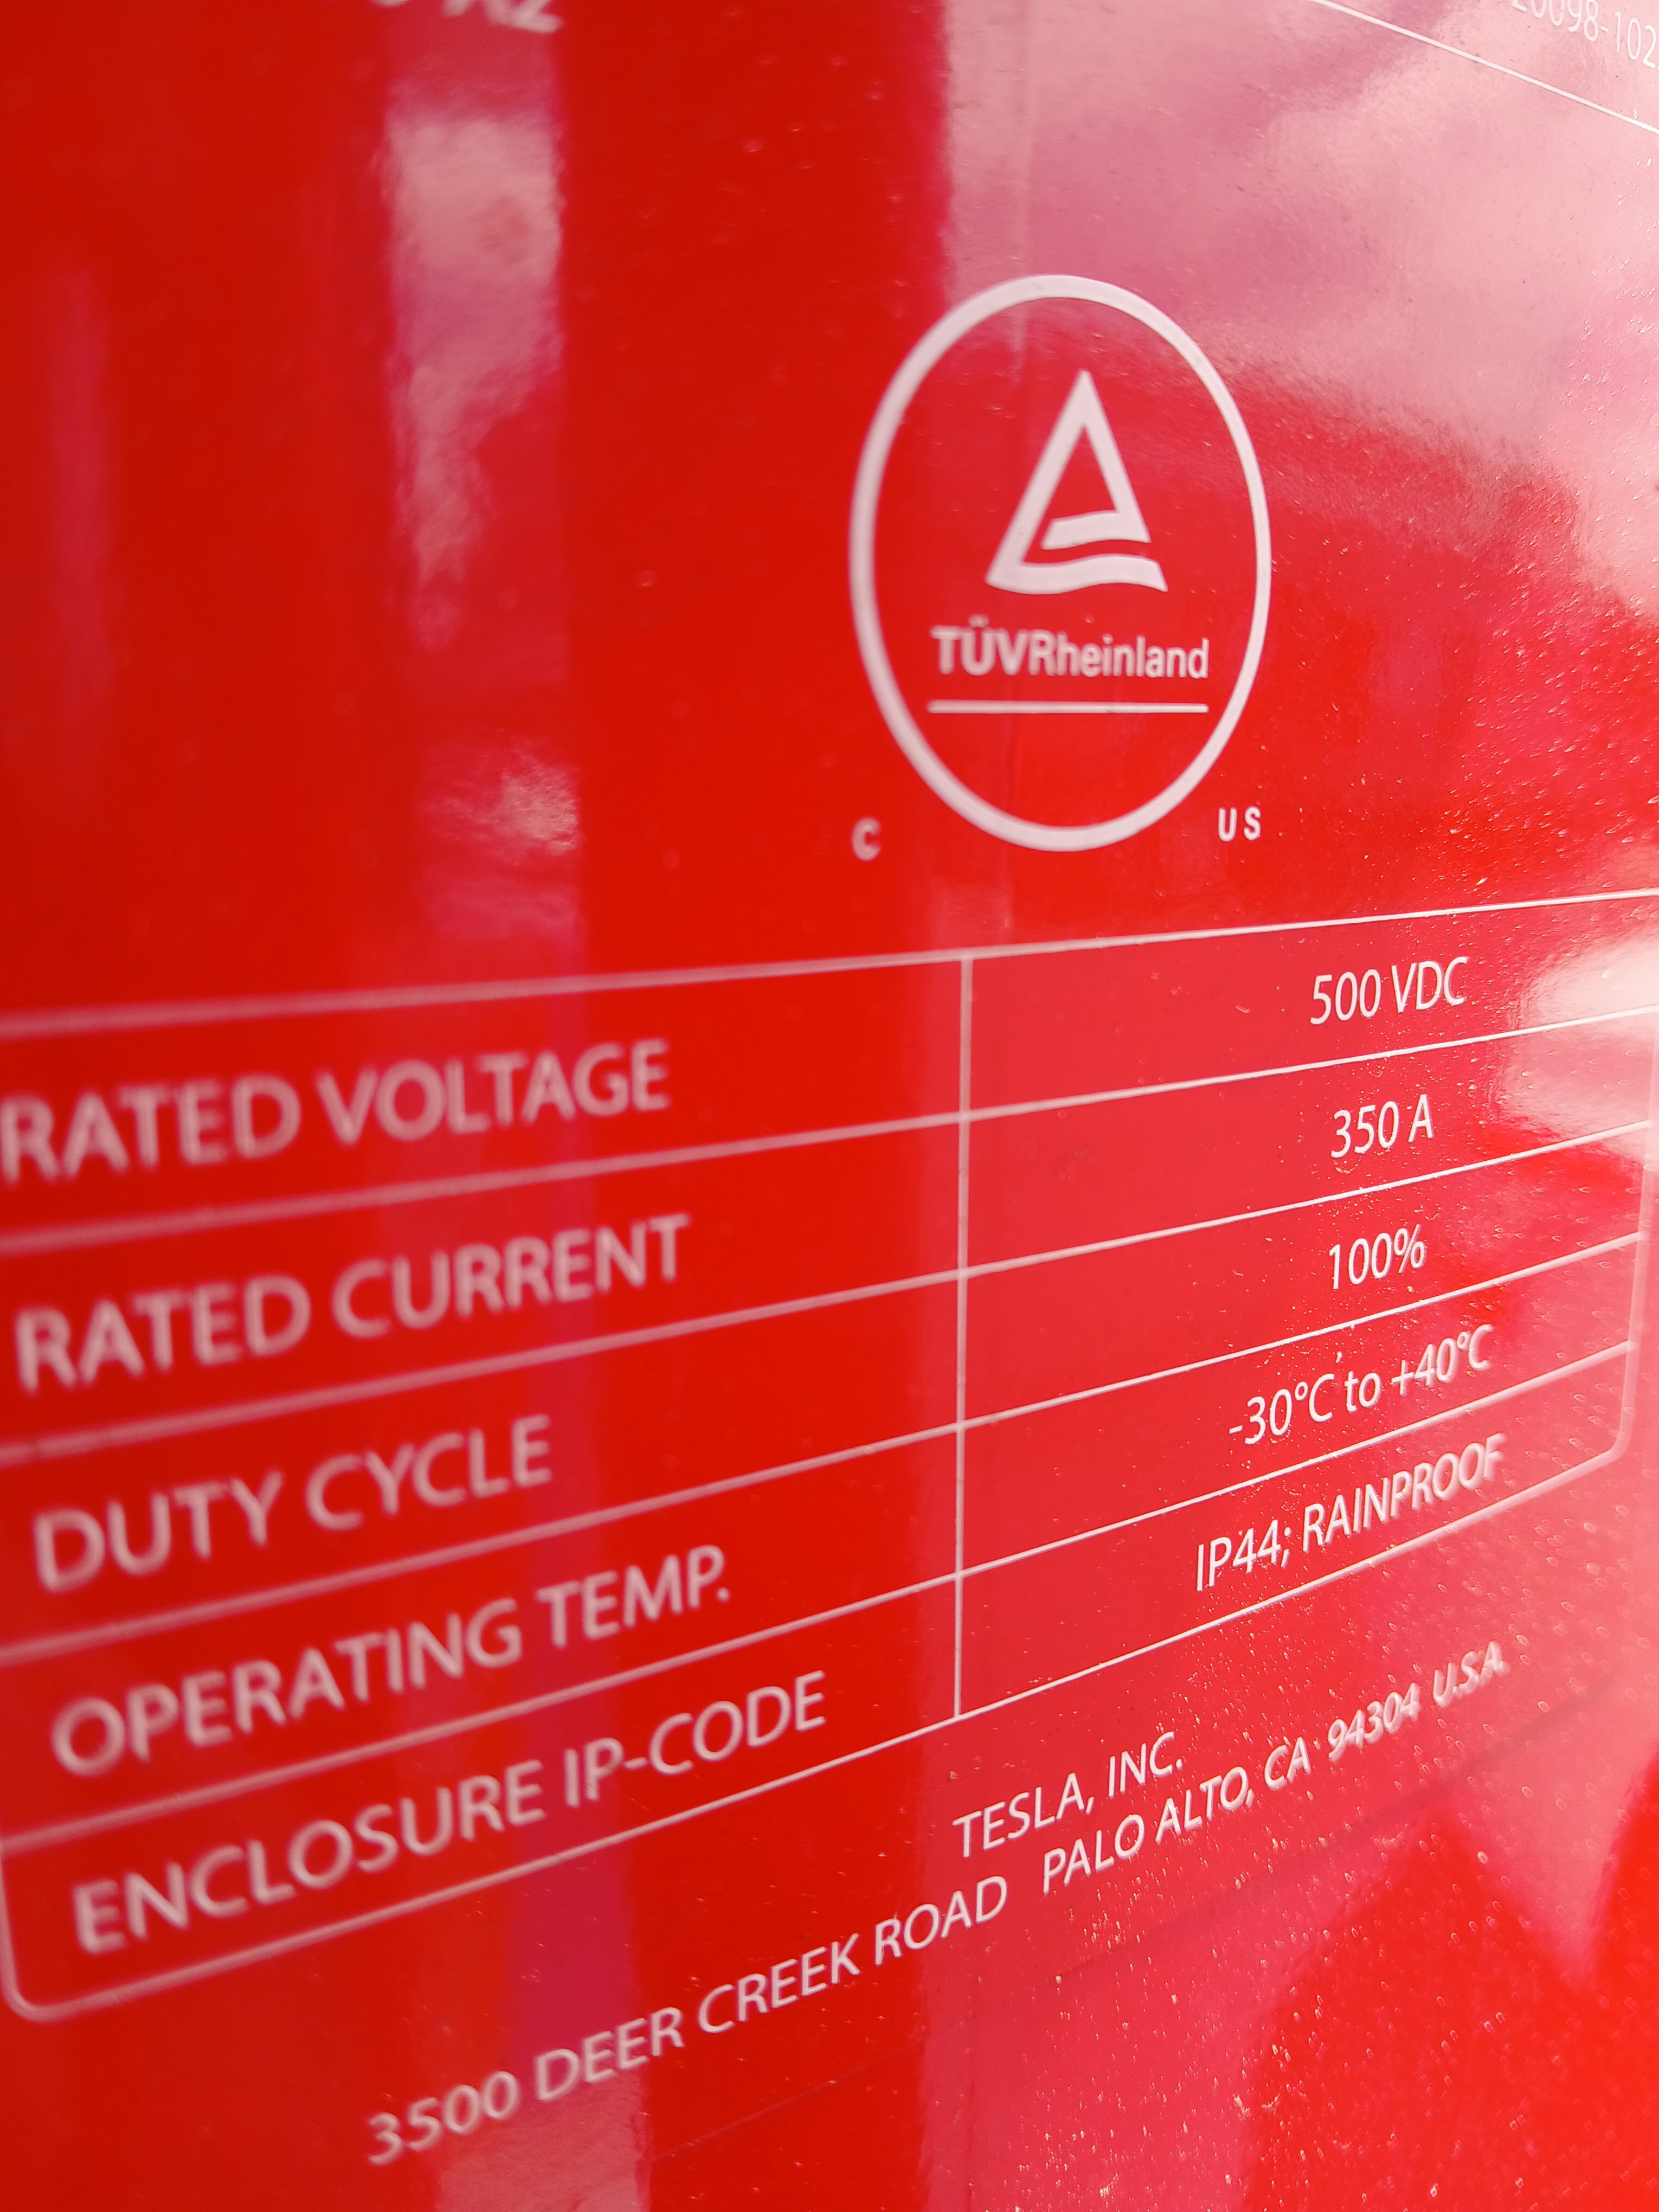 TÜVRheinland
C US
RATED VOLTAGE 500 VDC
RATED CURRENT 350 A
DUTY CYCLE 100%
OPERATING TEMP. -30°C to +40°C
ENCLOSURE IP-CODE IP44; RAINPROOF
TESLA, INC.
3500 DEER CREEK ROAD PALO ALTO, CA 94304 U.S.A.